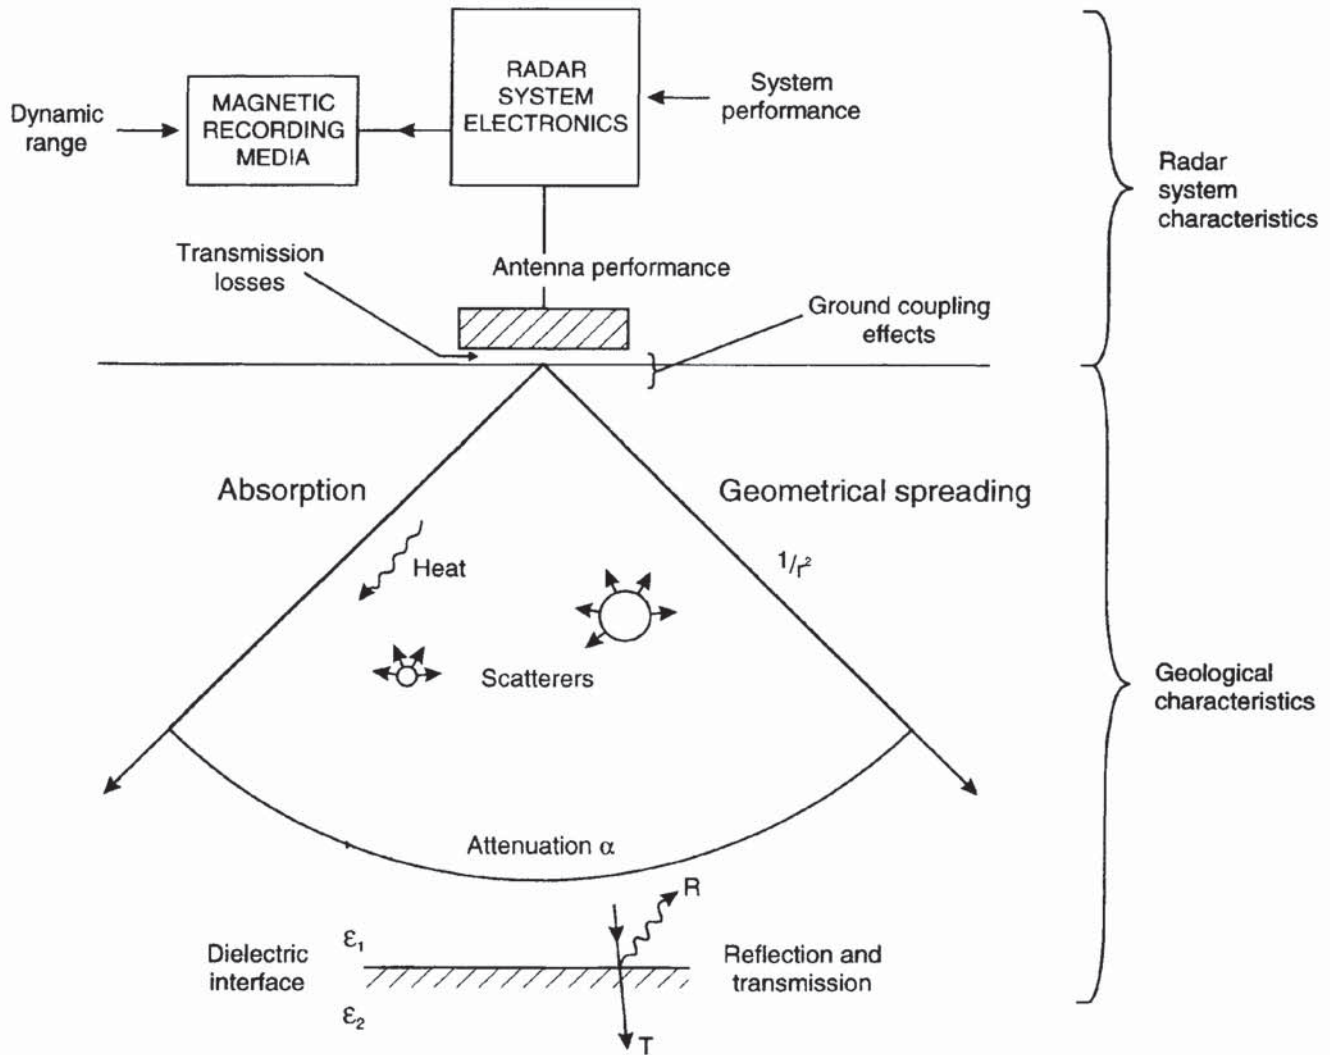 RADAR
SYSTEM
ELECTRONICS
System
performance
MAGNETIC
RECORDING
MEDIA
Dynamic
range
Radar
system
characteristics
Transmission
losses
Antenna performance
Ground coupling
effects
Absorption
Geometrical spreading
1/r²
Heat
Scatterers
Geological
characteristics
Attenuation α
R
Dielectric
interface
ε₁
Reflection and
transmission
ε₂
T